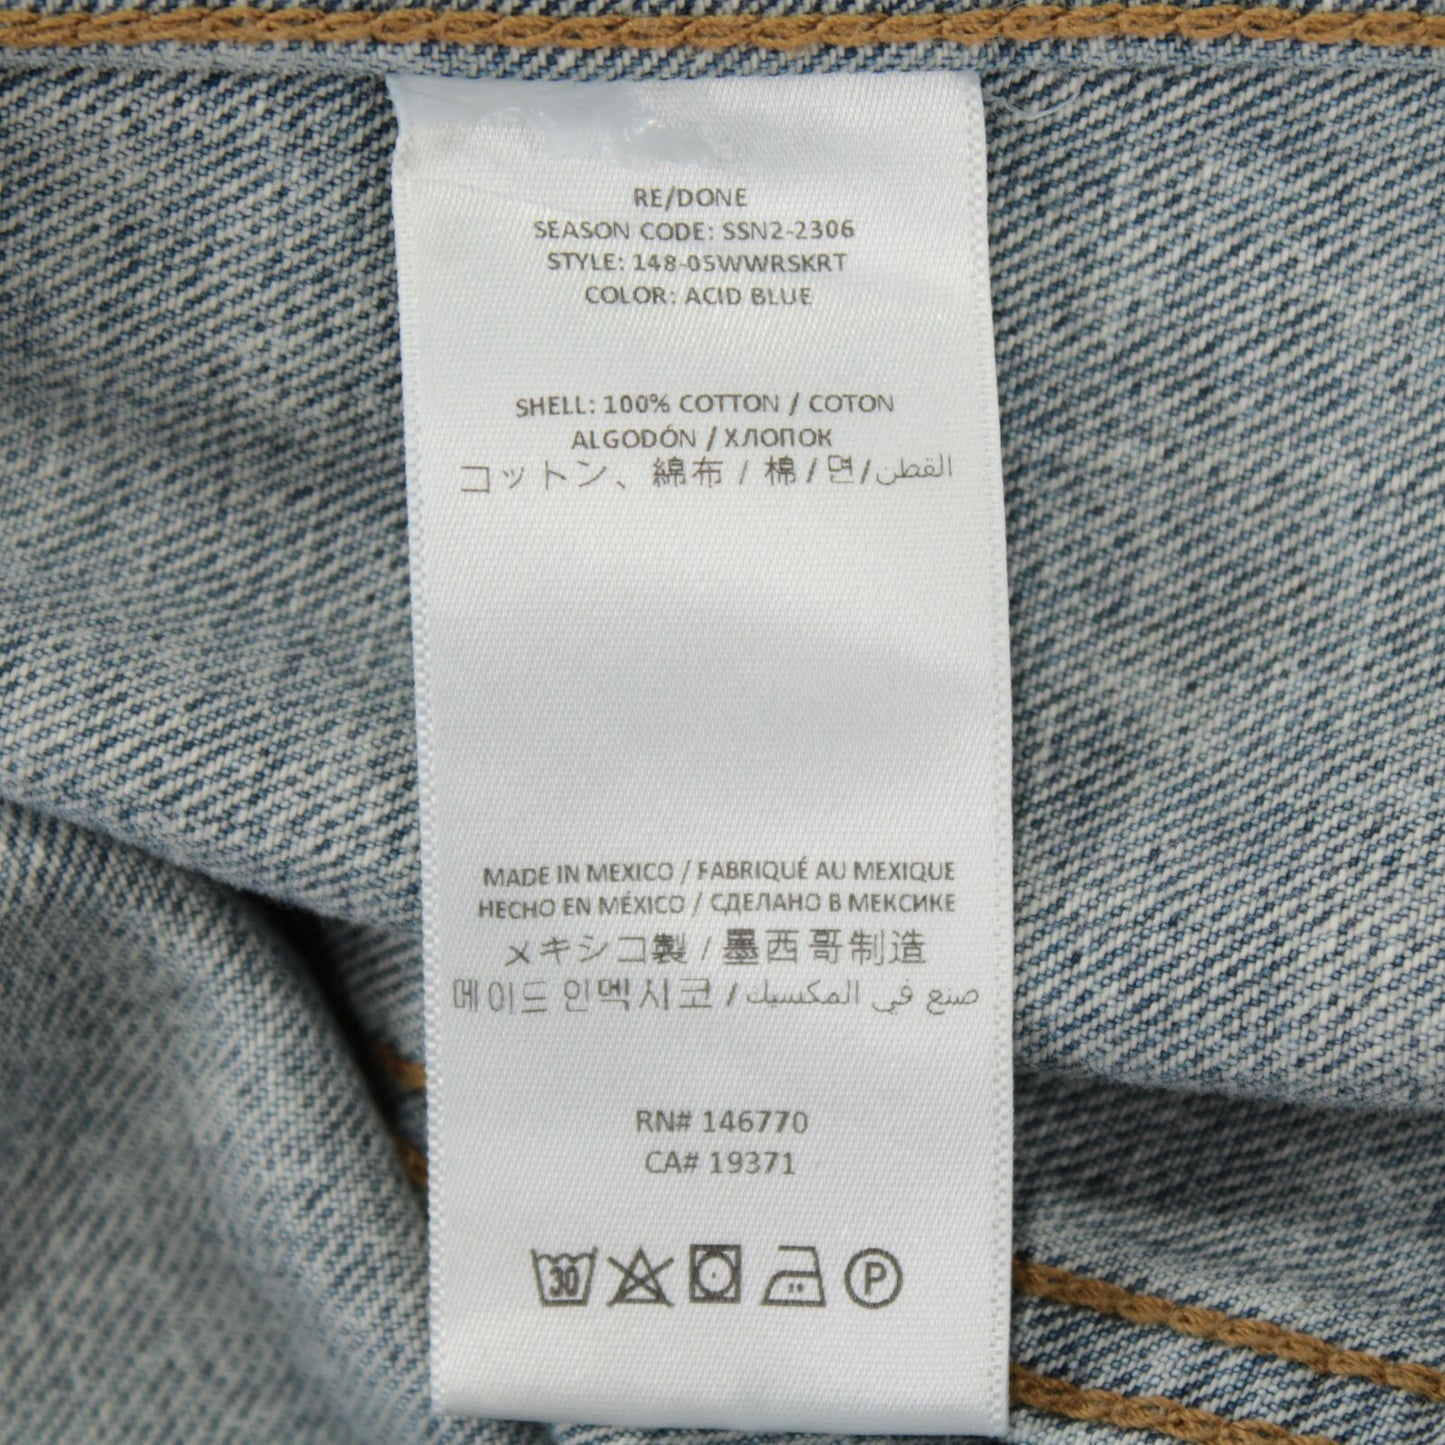 RE/DONE
SEASON CODE: SSN2-2306
STYLE: 148-05WWRSKRT
COLOR: ACID BLUE
SHELL: 100% COTTON / COTON
ALGODÓN / ХЛОПОК
コットン、綿布 / 棉 / 면/القطن
MADE IN MEXICO / FABRIQUÉ AU MEXIQUE
HECHO EN MÉXICO / СДЕЛАНО В МЕКСИКЕ
メキシコ製 / 墨西哥制造
메이드 인멕시코 / صنع في المكسيك
RN# 146770
CA# 19371
30 P